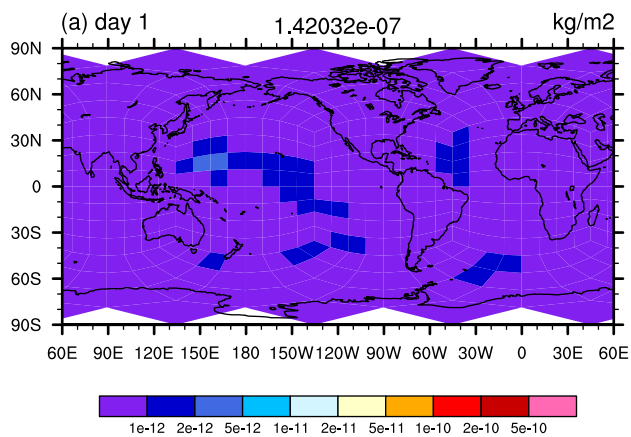 (a) day 1 1.42032e-07 kg/m2
90N
60N
30N
0
30S
60S
90S
60E 90E 120E 150E 180 150W 120W 90W 60W 30W 0 30E 60E
1e-12 2e-12 5e-12 1e-11 2e-11 5e-11 1e-10 2e-10 5e-10